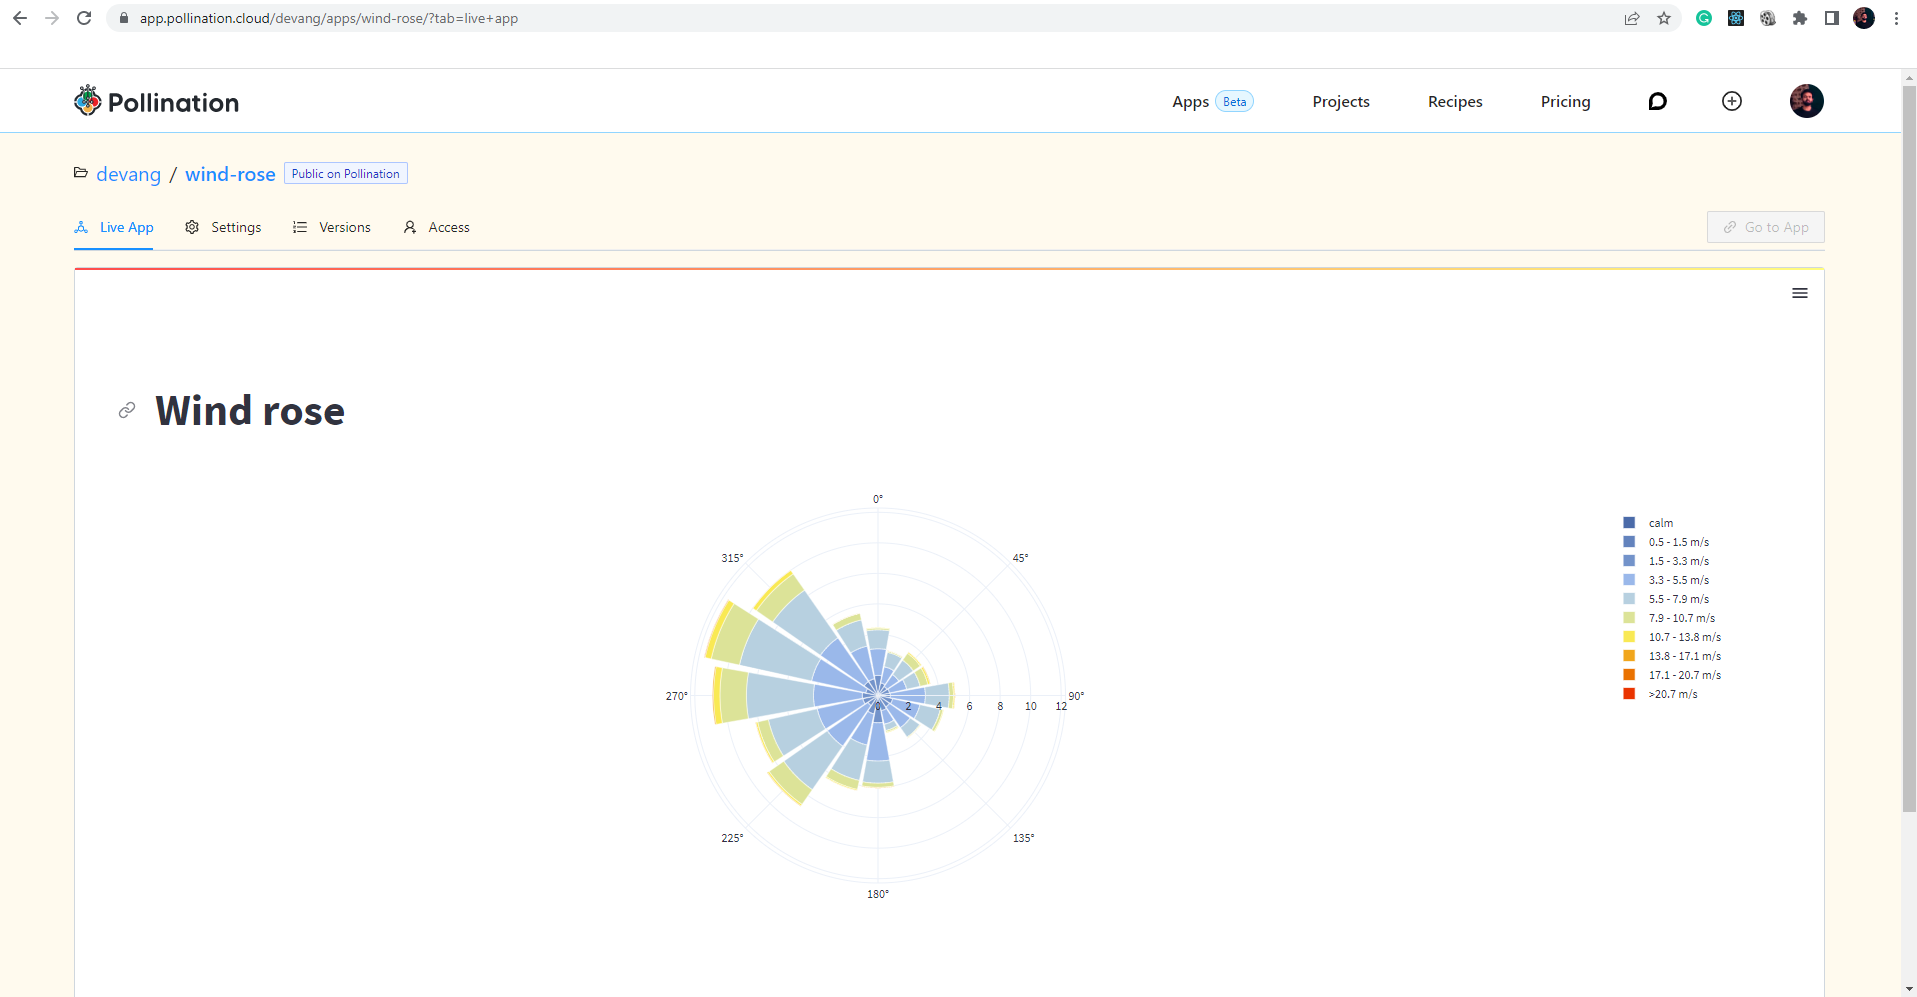 app.pollination.cloud/devang/apps/wind-rose/?tab=live+app
Pollination
Apps Beta Projects Recipes Pricing
devang / wind-rose Public on Pollination
Live App Settings Versions Access Go to App
Wind rose
0°
45°
90°
135°
180°
225°
270°
315°
0 2 4 6 8 10 12
calm
0.5 - 1.5 m/s
1.5 - 3.3 m/s
3.3 - 5.5 m/s
5.5 - 7.9 m/s
7.9 - 10.7 m/s
10.7 - 13.8 m/s
13.8 - 17.1 m/s
17.1 - 20.7 m/s
>20.7 m/s